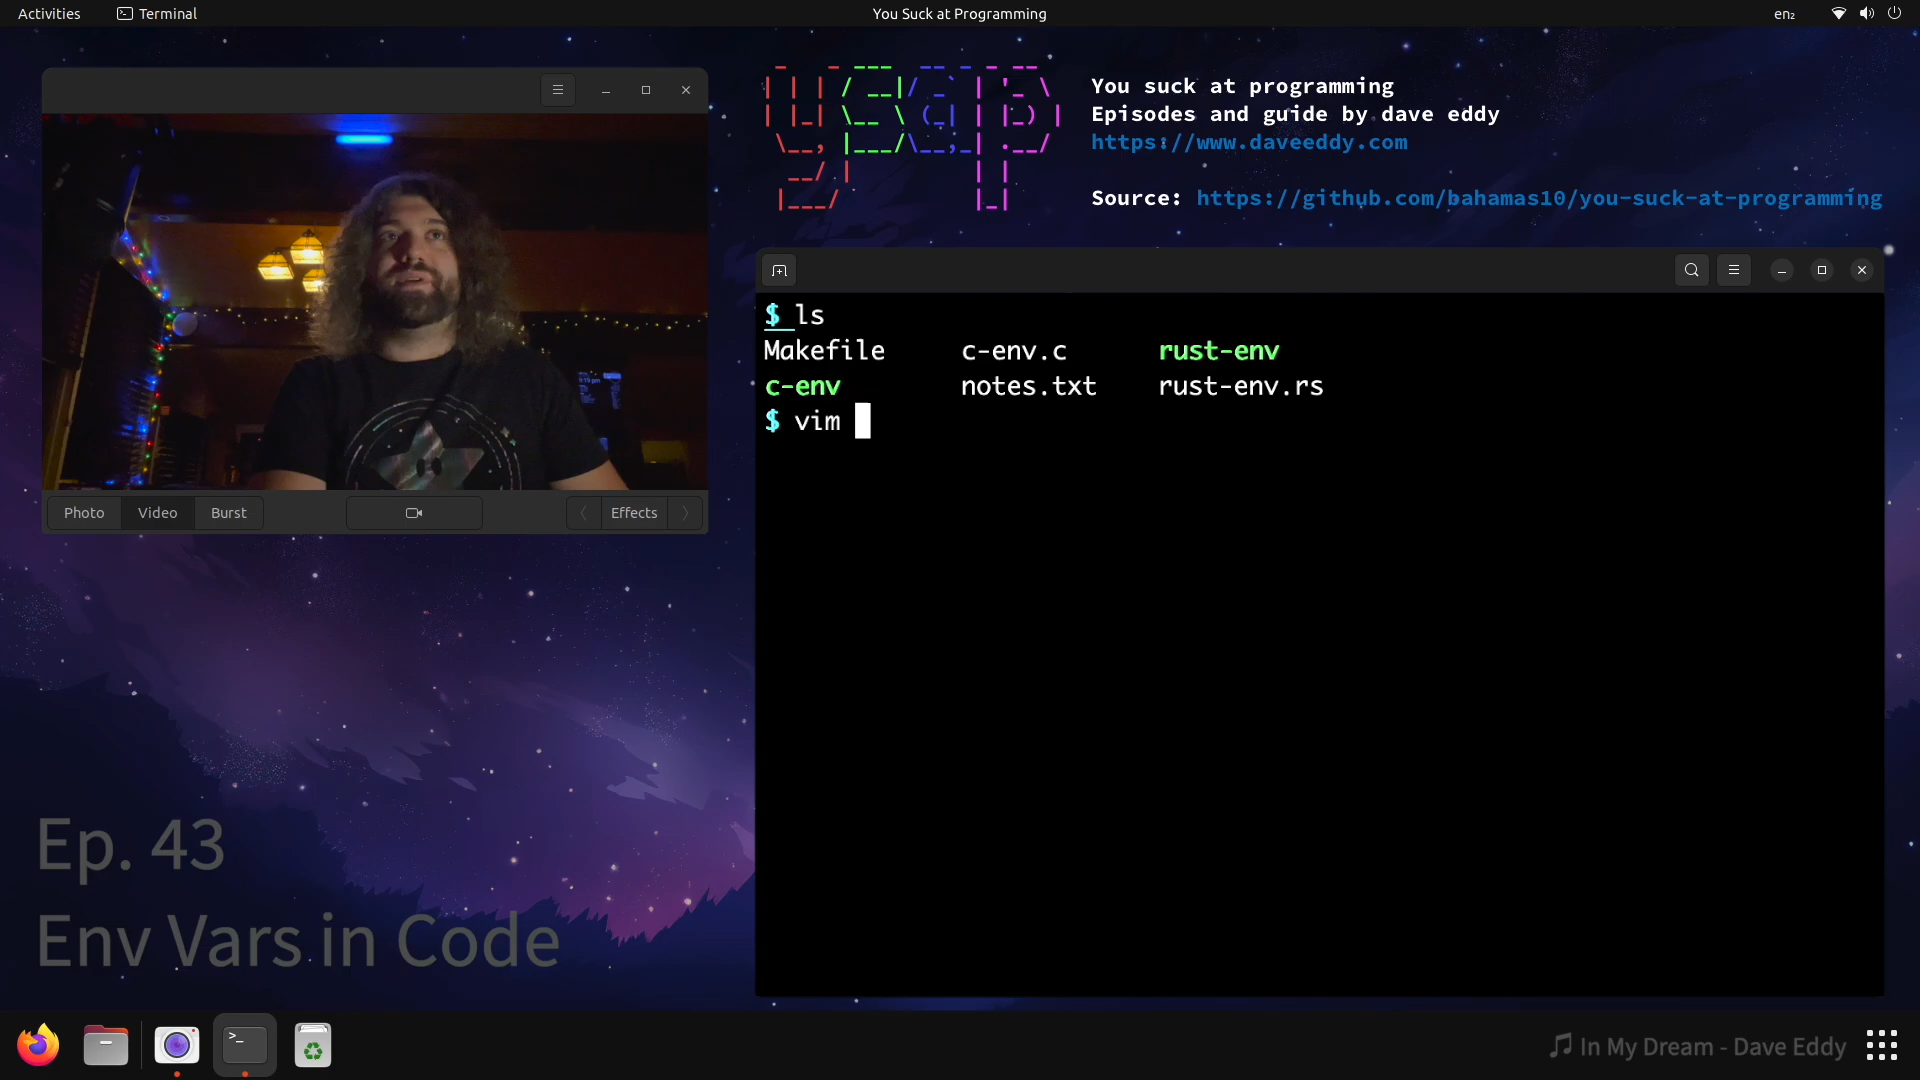 Activities
Terminal
You Suck at Programming
en₂
You suck at programming
Episodes and guide by dave eddy
https://www.daveeddy.com
Source: https://github.com/bahamas10/you-suck-at-programming
$ ls
Makefile c-env.c rust-env
c-env notes.txt rust-env.rs
$ vim
Photo Video Burst Effects
Ep. 43
Env Vars in Code
In My Dream - Dave Eddy